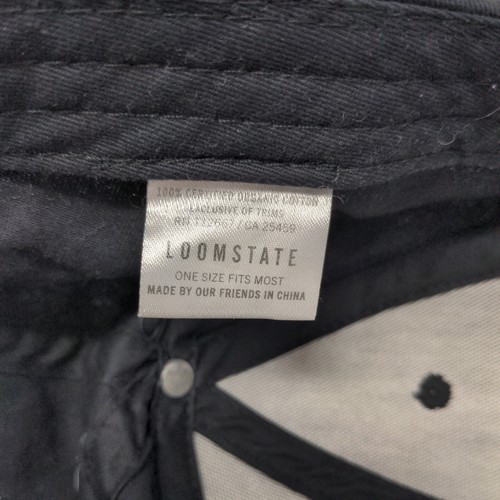 100% CERTIFIED ORGANIC COTTON
EXCLUSIVE OF TRIMS
RN 112667 / CA 25459
LOOMSTATE
ONE SIZE FITS MOST
MADE BY OUR FRIENDS IN CHINA